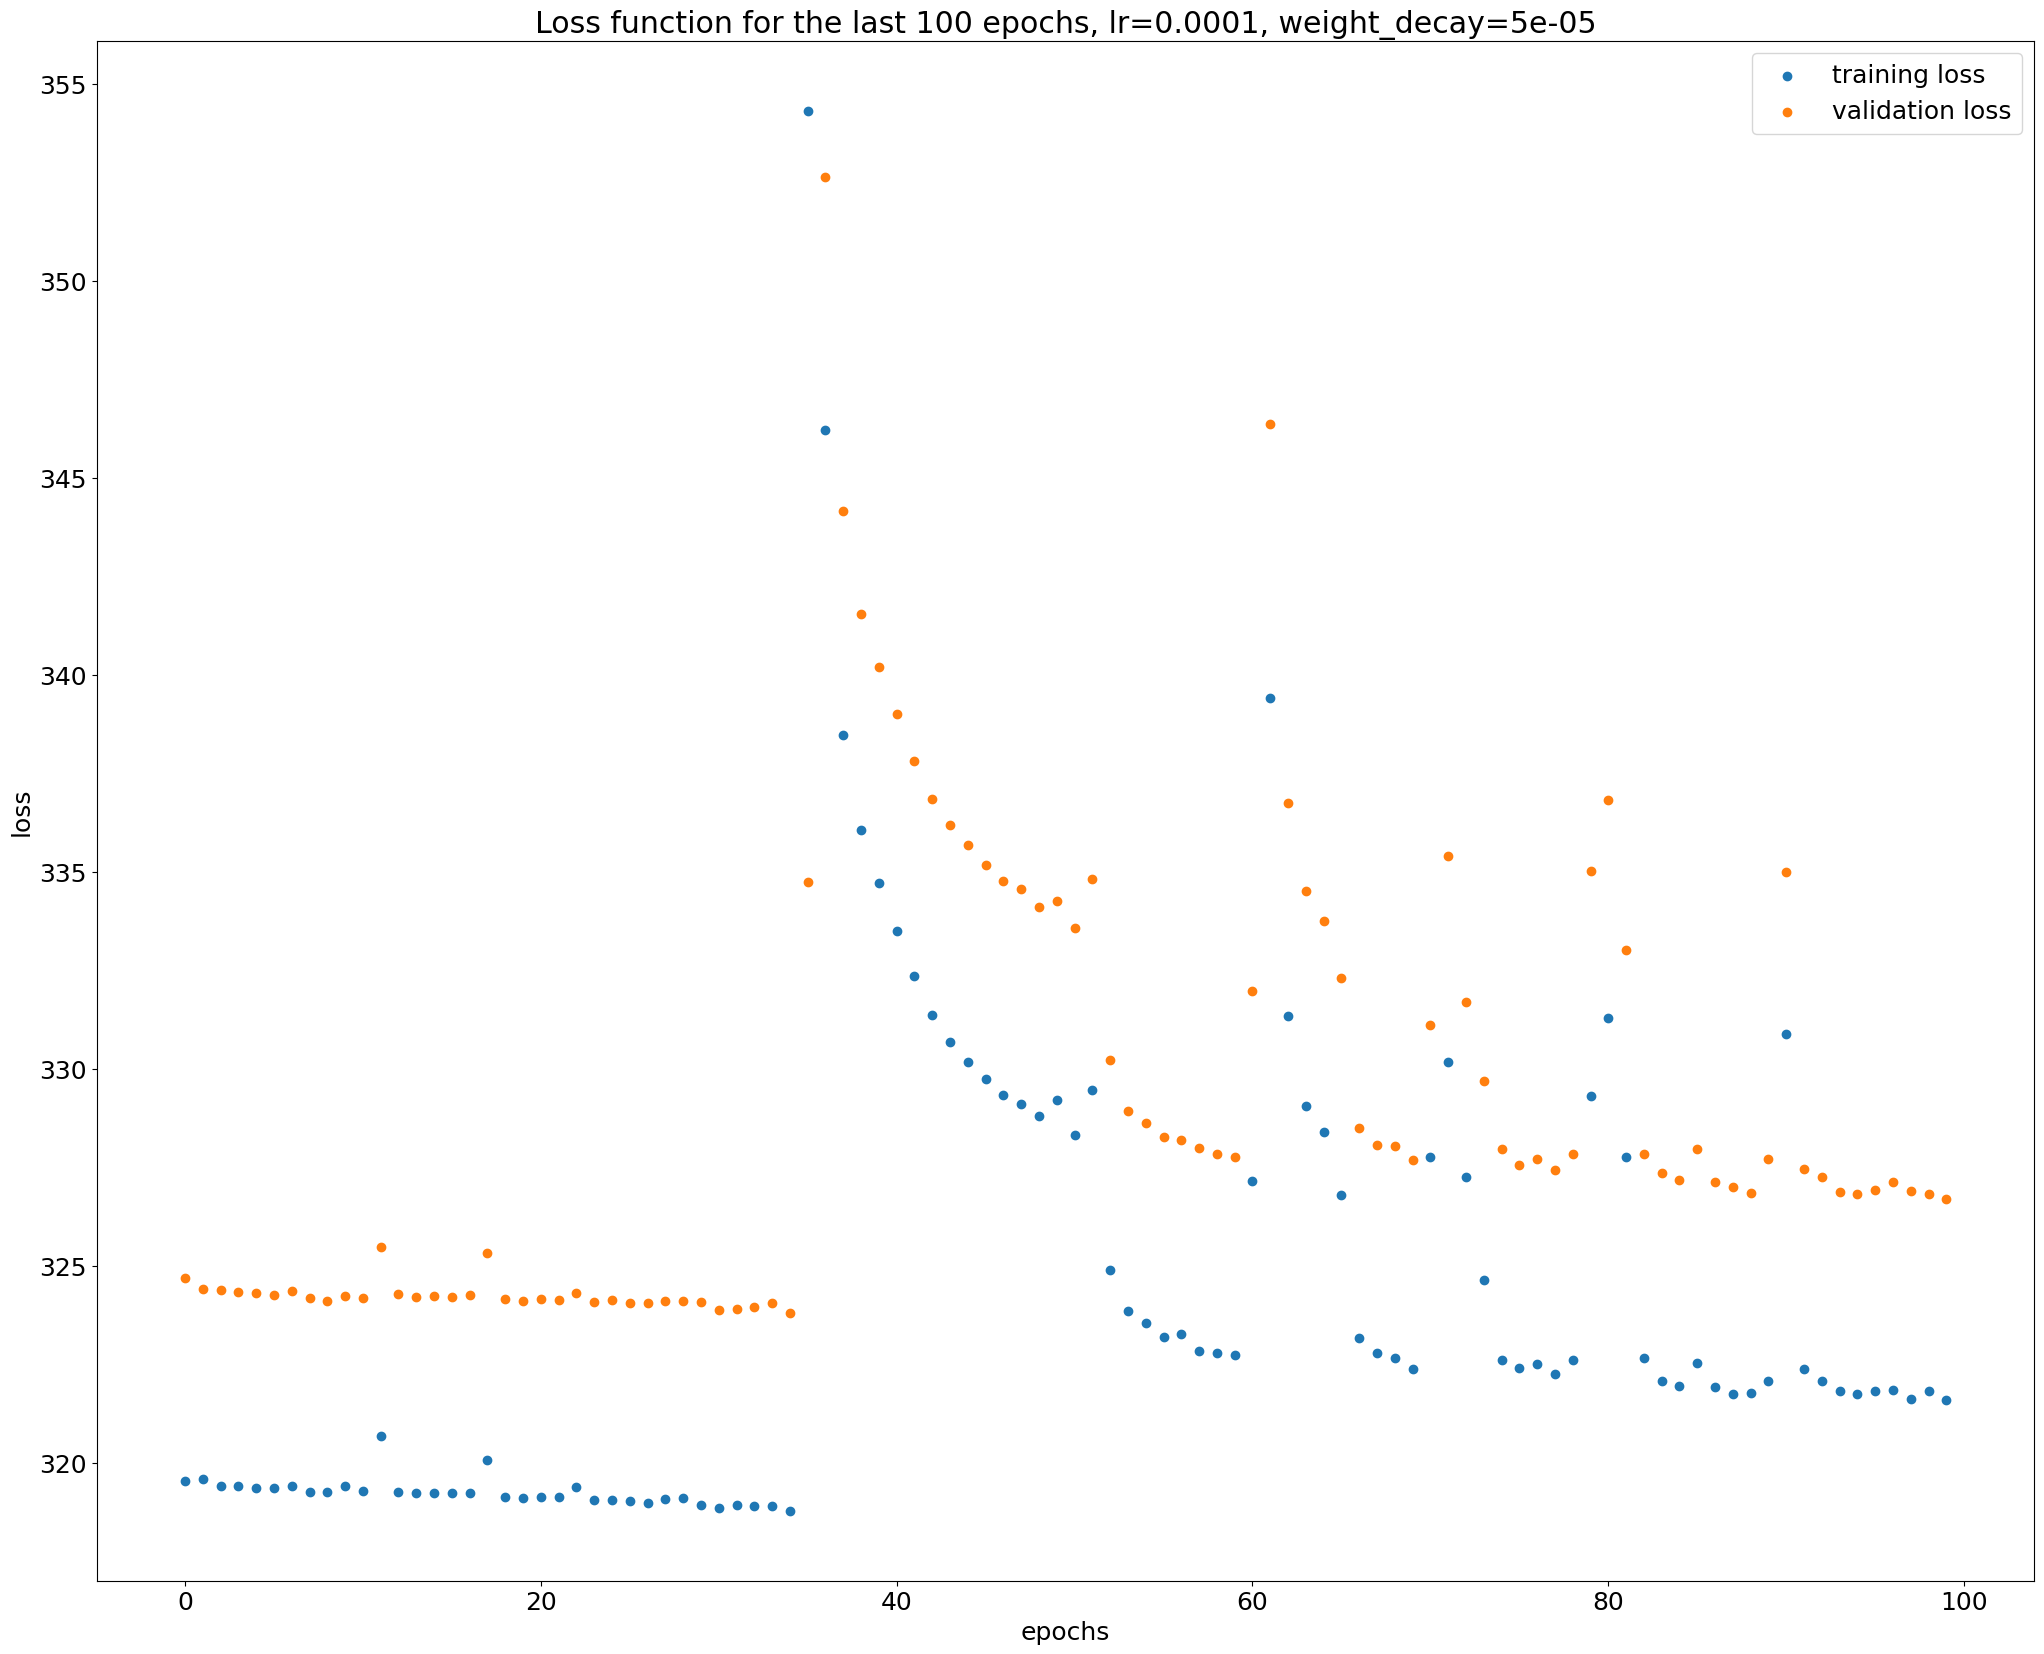 Loss function for the last 100 epochs, lr=0.0001, weight_decay=5e-05
training loss
validation loss
355
350
345
340
335
330
325
320
loss
0 20 40 60 80 100
epochs